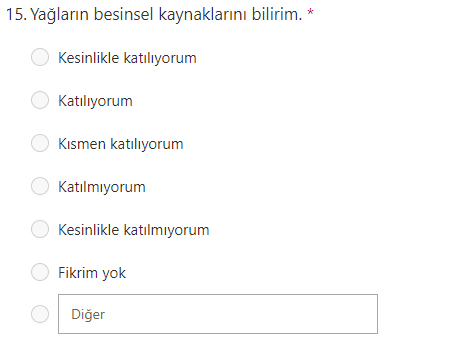 15. Yağların besinsel kaynaklarını bilirim. *
Kesinlikle katılıyorum
Katılıyorum
Kısmen katılıyorum
Katılmıyorum
Kesinlikle katılmıyorum
Fikrim yok
Diğer